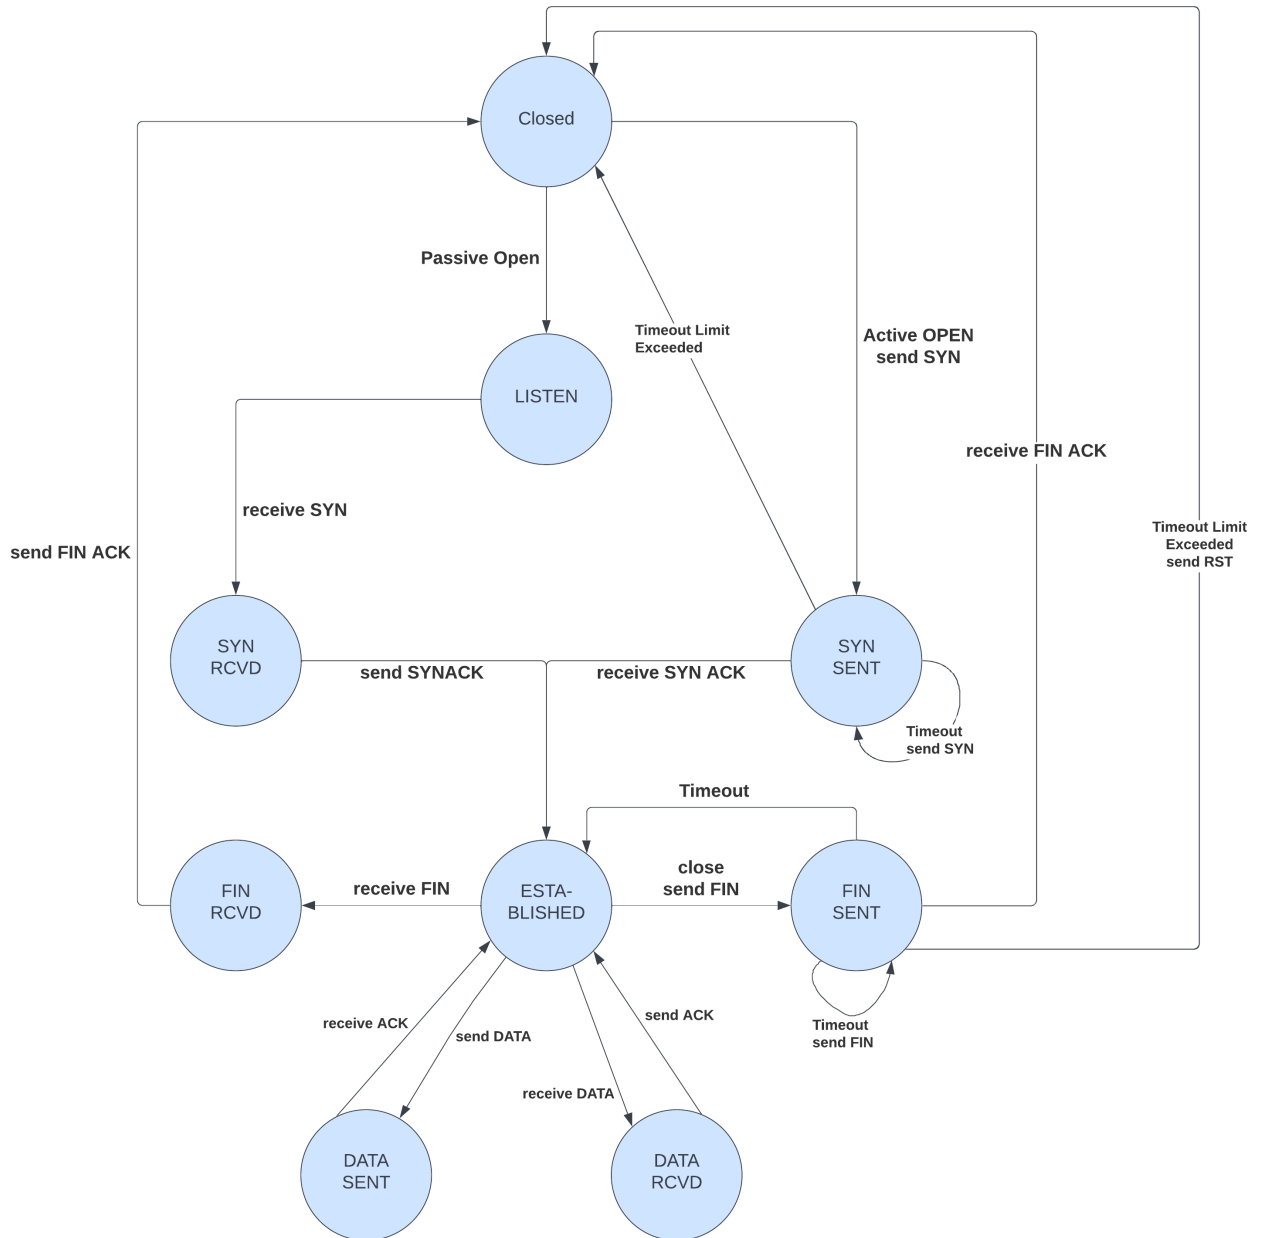 Closed
Passive Open
Timeout Limit
Exceeded
Active OPEN
send SYN
LISTEN
receive FIN ACK
receive SYN
Timeout Limit
Exceeded
send RST
send FIN ACK
SYN
RCVD
send SYNACK
receive SYN ACK
SYN
SENT
Timeout
send SYN
Timeout
FIN
RCVD
receive FIN
ESTA-
BLISHED
close
send FIN
FIN
SENT
receive ACK
send DATA
send ACK
Timeout
send FIN
receive DATA
DATA
SENT
DATA
RCVD